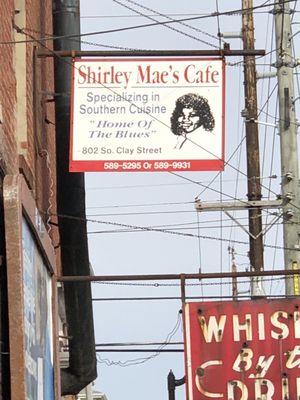 Shirley Mae's Cafe
Specializing in
Southern Cuisine
"Home Of
The Blues"
802 So. Clay Street
589-5295 Or 589-9931
WHIS
By t
DRI